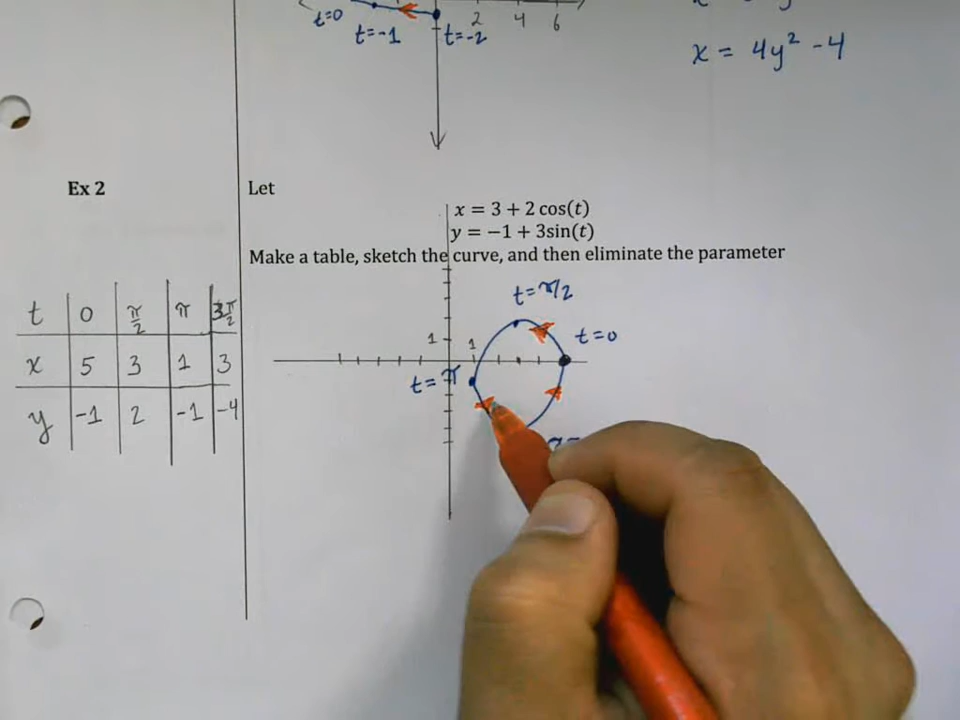 t=0
t=-1
t=-2
2 4 6
x = 4y² -4
Ex 2
Let
x = 3 + 2 cos(t)
y = −1 + 3sin(t)
Make a table, sketch the curve, and then eliminate the parameter
t 0 π/2 π 3π/2
x 5 3 1 3
y -1 2 -1 -4
t=π/2
t=0
1 1
t=π